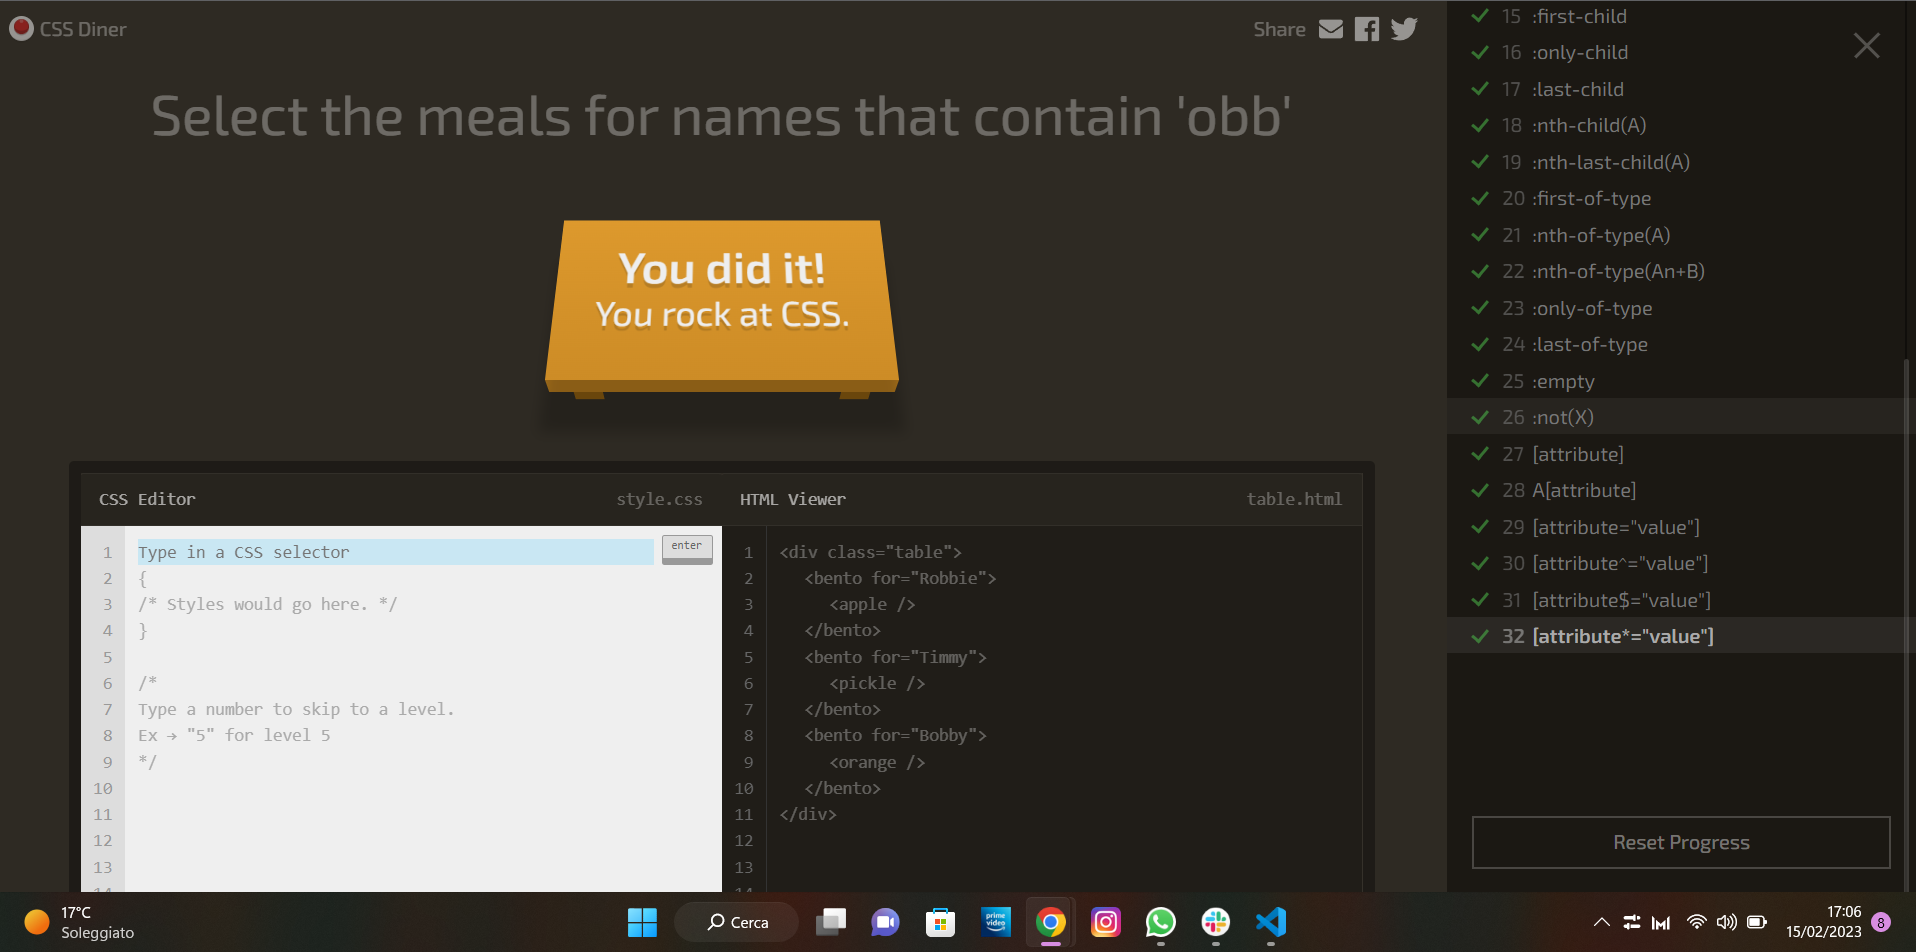 CSS Diner
Share
Select the meals for names that contain 'obb'
You did it!
You rock at CSS.
CSS Editor
style.css
HTML Viewer
table.html
1 Type in a CSS selector
enter
2 {
3 /* Styles would go here. */
4 }
5
6 /*
7 Type a number to skip to a level.
8 Ex → "5" for level 5
9 */
10
11
12
13
14
1 <div class="table">
2 <bento for="Robbie">
3 <apple />
4 </bento>
5 <bento for="Timmy">
6 <pickle />
7 </bento>
8 <bento for="Bobby">
9 <orange />
10 </bento>
11 </div>
12
13
14
15 :first-child
16 :only-child
17 :last-child
18 :nth-child(A)
19 :nth-last-child(A)
20 :first-of-type
21 :nth-of-type(A)
22 :nth-of-type(An+B)
23 :only-of-type
24 :last-of-type
25 :empty
26 :not(X)
27 [attribute]
28 A[attribute]
29 [attribute="value"]
30 [attribute^="value"]
31 [attribute$="value"]
32 [attribute*="value"]
Reset Progress
17°C
Soleggiato
Cerca
prime
video
17:06
15/02/2023
8